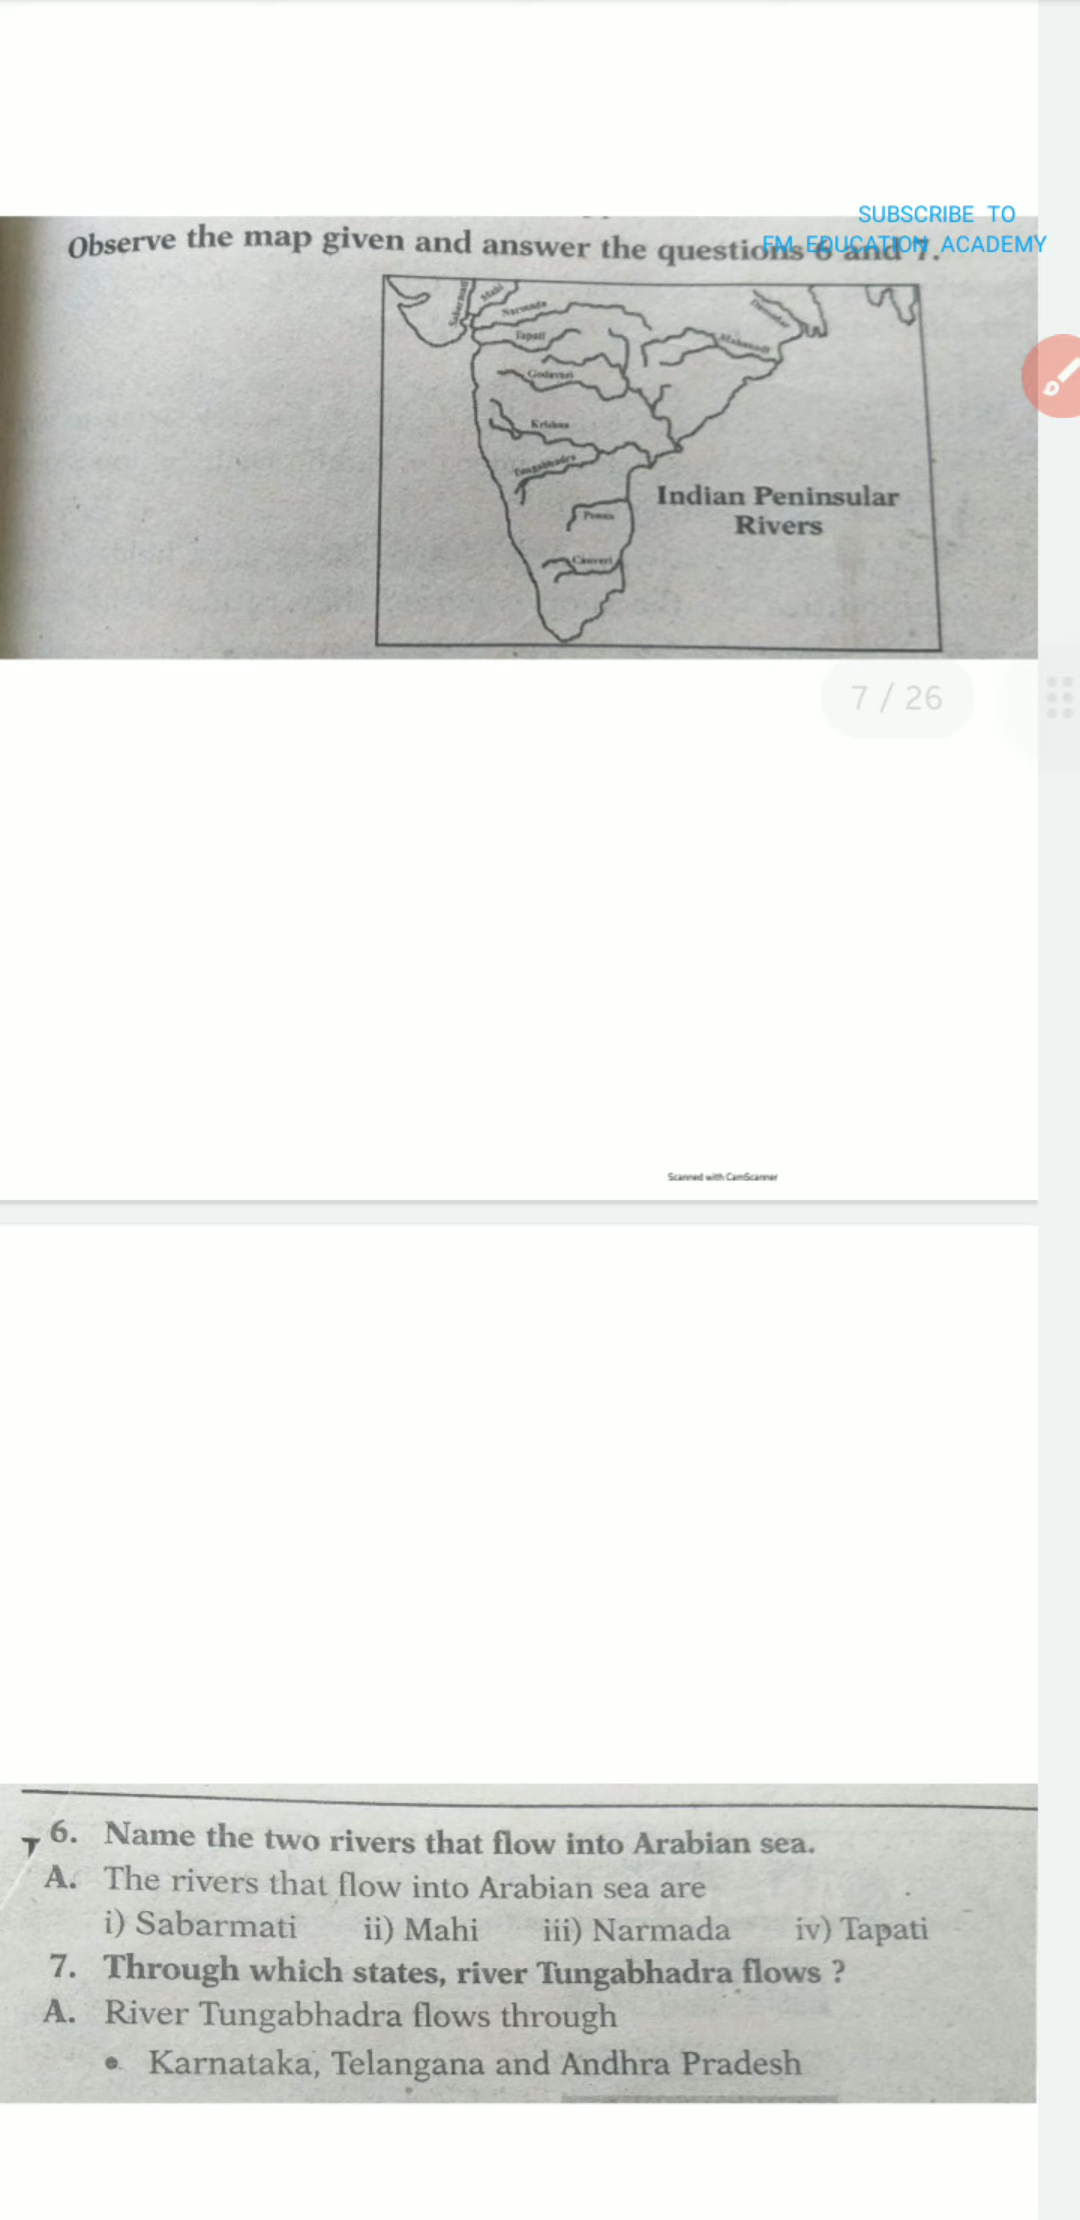 SUBSCRIBE TO
FM EDUCATION ACADEMY
Observe the map given and answer the questions 6 and 7.
Sabarmati
Mahi
Narmada
Damodar
Tapati
Mahanadi
Godavari
Krishna
Tungabhadra
Indian Peninsular
Rivers
Penna
Cauveri
7 / 26
Scanned with CamScanner
6. Name the two rivers that flow into Arabian sea.
A. The rivers that flow into Arabian sea are
i) Sabarmati ii) Mahi iii) Narmada iv) Tapati
7. Through which states, river Tungabhadra flows ?
A. River Tungabhadra flows through
• Karnataka, Telangana and Andhra Pradesh